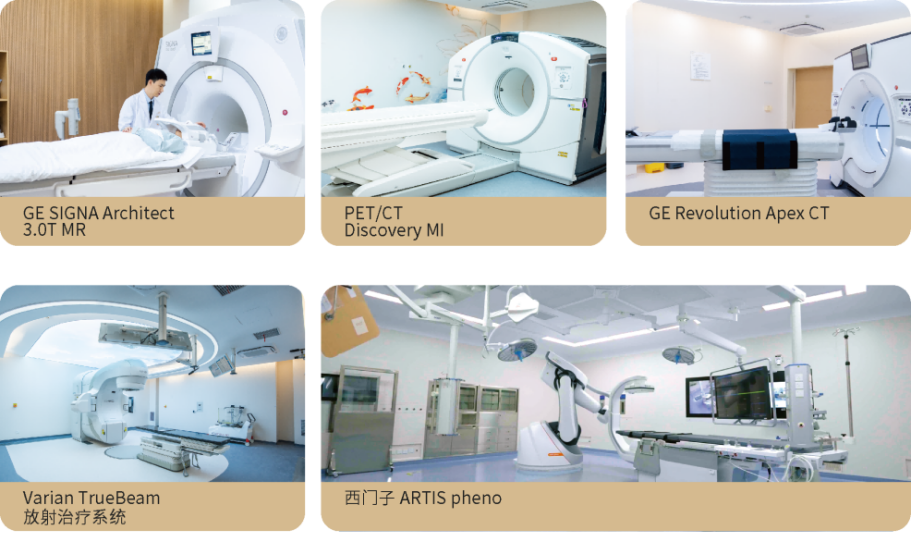 GE SIGNA Architect
3.0T MR
PET/CT
Discovery MI
GE Revolution Apex CT
Varian TrueBeam
放射治疗系统
西门子 ARTIS pheno